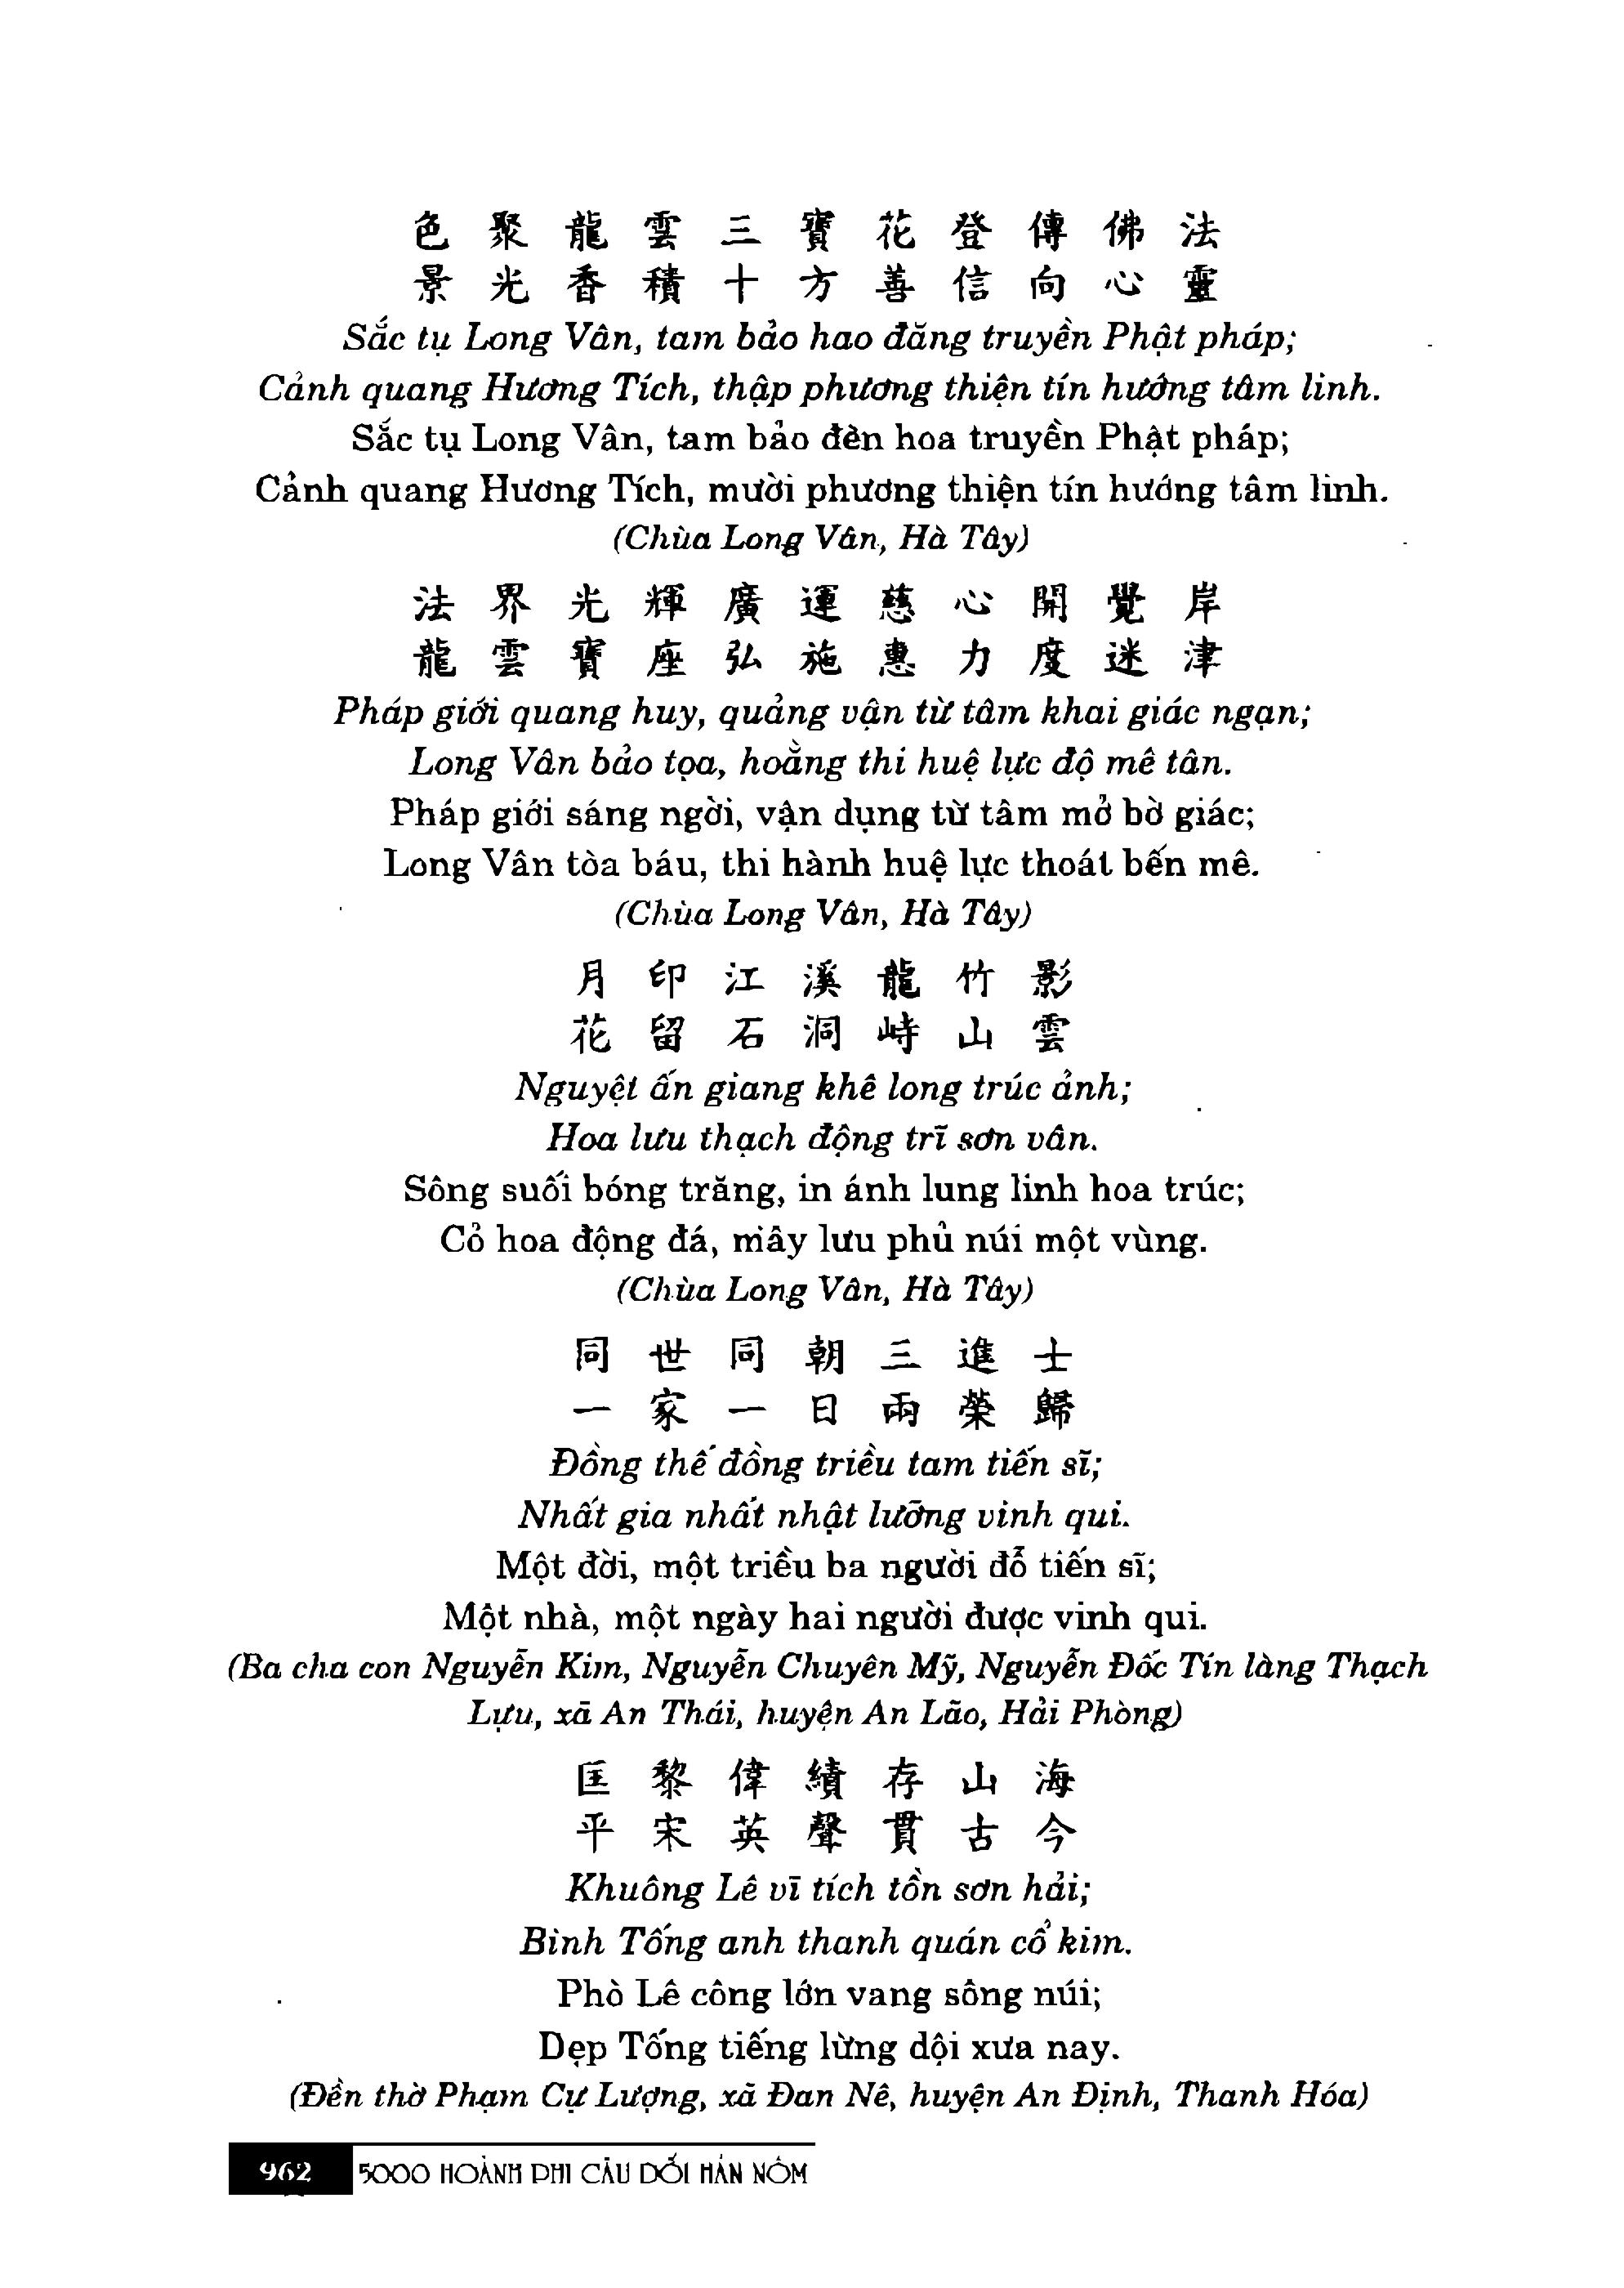 色聚龍雲三寶花登傳佛法
景光香積十方善信向心靈
Sắc tụ Long Vân, tam bảo hao đăng truyền Phật pháp;
Cảnh quang Hương Tích, thập phương thiện tín hướng tâm linh.
Sắc tụ Long Vân, tam bảo đèn hoa truyền Phật pháp;
Cảnh quang Hương Tích, mười phương thiện tín hướng tâm linh.
(Chùa Long Vân, Hà Tây)
法界光輝廣運慈心開覺岸
龍雲寶座弘施惠力度迷津
Pháp giới quang huy, quảng vận từ tâm khai giác ngạn;
Long Vân bảo tọa, hoằng thi huệ lực độ mê tân.
Pháp giới sáng ngời, vận dụng từ tâm mở bờ giác;
Long Vân tòa báu, thi hành huệ lực thoát bến mê.
(Chùa Long Vân, Hà Tây)
月印江溪龍竹影
花留石洞峙山雲
Nguyệt ấn giang khê long trúc ảnh;
Hoa lưu thạch động trĩ sơn vân.
Sông suối bóng trăng, in ánh lung linh hoa trúc;
Cỏ hoa động đá, mây lưu phủ núi một vùng.
(Chùa Long Vân, Hà Tây)
同世同朝三進士
一家一日兩榮歸
Đồng thế đồng triều tam tiến sĩ;
Nhất gia nhất nhật lưỡng vinh qui.
Một đời, một triều ba người đỗ tiến sĩ;
Một nhà, một ngày hai người được vinh qui.
(Ba cha con Nguyễn Kim, Nguyễn Chuyên Mỹ, Nguyễn Đốc Tín làng Thạch
Lựu, xã An Thái, huyện An Lão, Hải Phòng)
匡黎偉績存山海
平宋英聲貫古今
Khuông Lê vĩ tích tồn sơn hải;
Bình Tống anh thanh quán cổ kim.
Phò Lê công lớn vang sông núi;
Dẹp Tống tiếng lừng dội xưa nay.
(Đền thờ Phạm Cự Lượng, xã Đan Nê, huyện An Định, Thanh Hóa)
962 5000 HOÀNH PHI CÂU ĐỐI HÁN NÔM